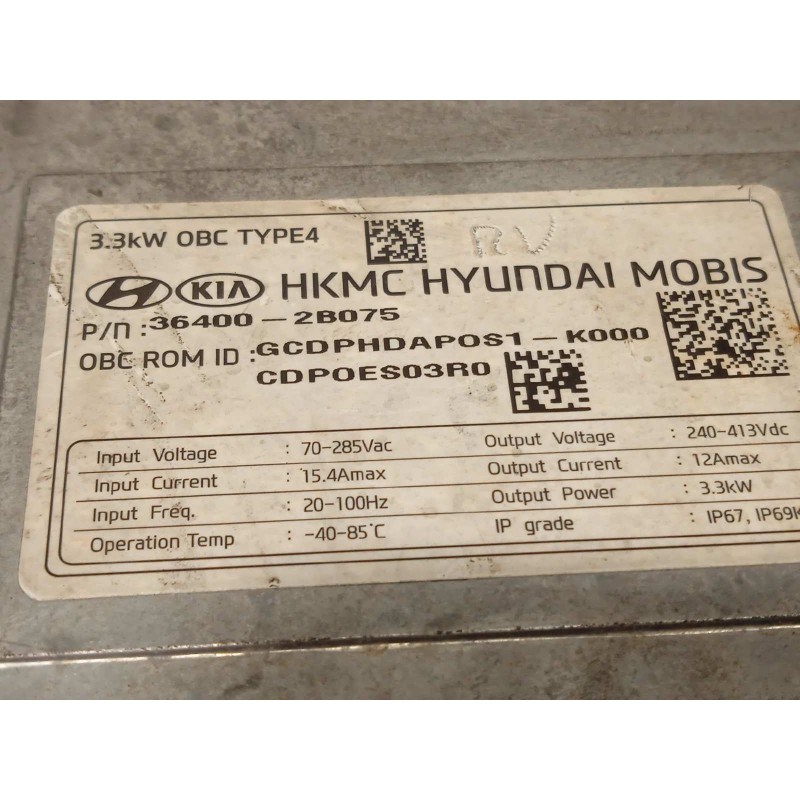 3.3kW OBC TYPE4
RV
KIA HKMC HYUNDAI MOBIS
P/N : 36400-2B075
OBC ROM ID : GCDPHDAPOS1-K000
CDPOES03R0
Input Voltage : 70-285Vac Output Voltage : 240-413Vdc
Input Current : 15.4Amax Output Current : 12Amax
Input Freq. : 20-100Hz Output Power : 3.3kW
Operation Temp : -40-85℃ IP grade : IP67, IP69K